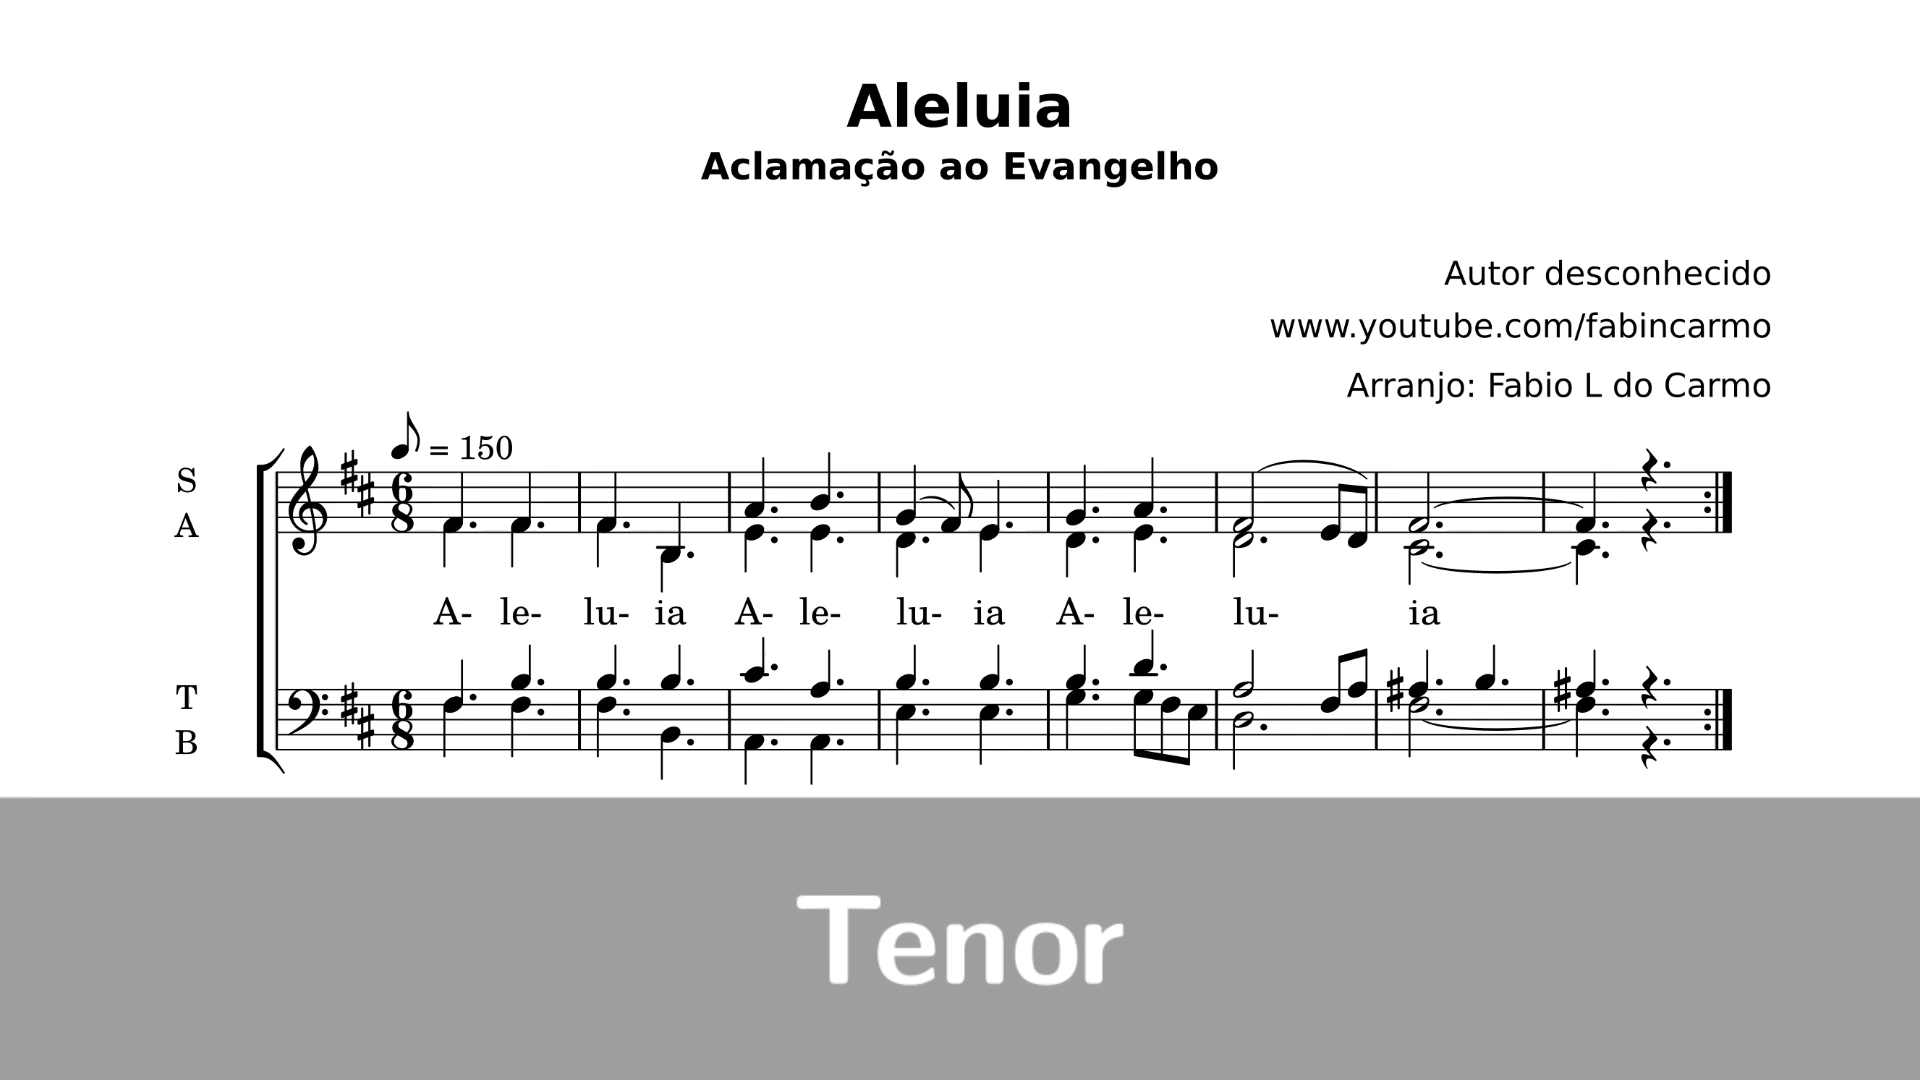 Aleluia
Aclamação ao Evangelho
Autor desconhecido
www.youtube.com/fabincarmo
Arranjo: Fabio L do Carmo
= 150
S
6
8
A
A- le- lu- ia A- le- lu- ia A- le- lu- ia
T
6
8
B
Tenor